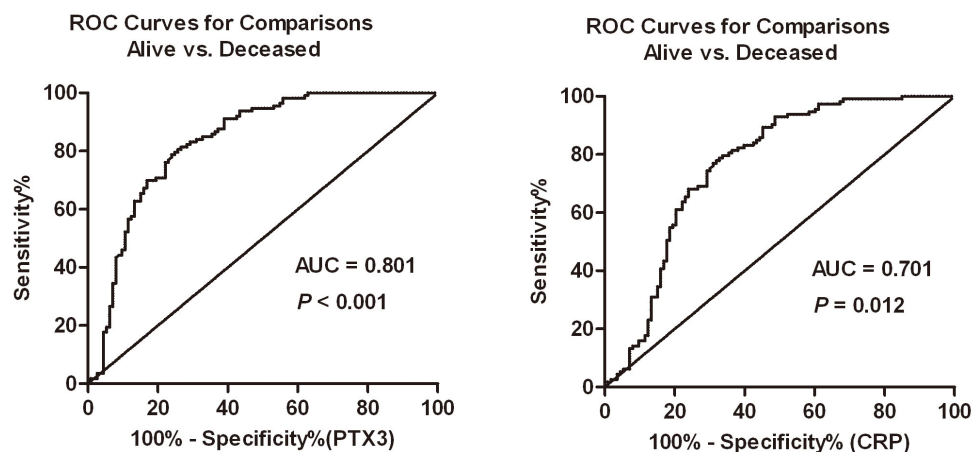 ROC Curves for Comparisons
Alive vs. Deceased
100
80
60
40
20
0
Sensitivity%
AUC = 0.801
P < 0.001
0 20 40 60 80 100
100% - Specificity%(PTX3)
ROC Curves for Comparisons
Alive vs. Deceased
100
80
60
40
20
0
Sensitivity%
AUC = 0.701
P = 0.012
0 20 40 60 80 100
100% - Specificity% (CRP)